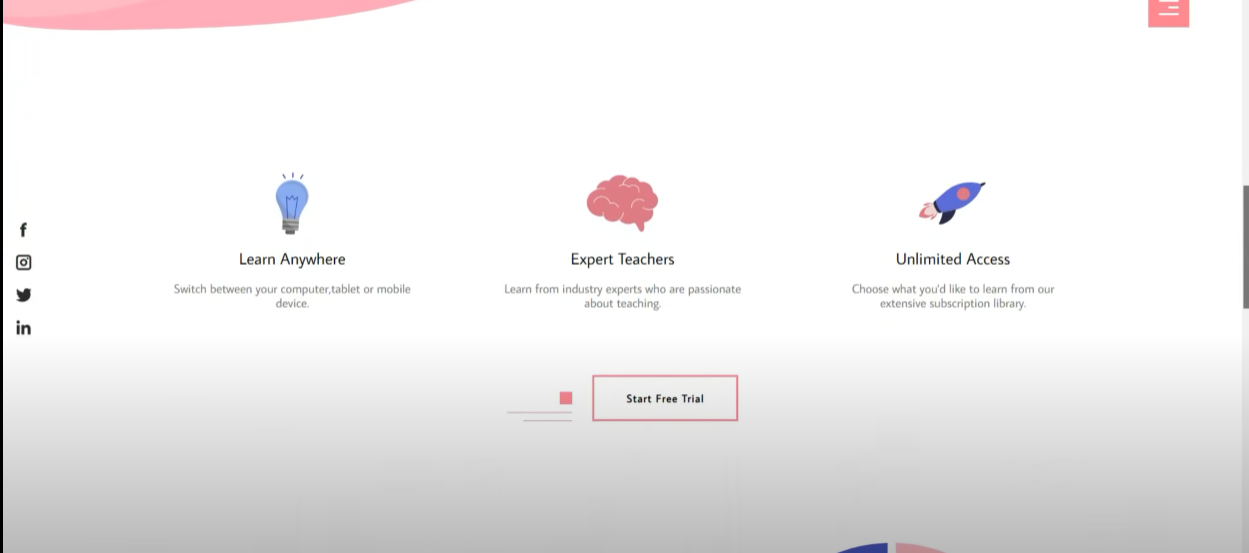 Learn Anywhere
Switch between your computer,tablet or mobile
device.
Expert Teachers
Learn from industry experts who are passionate
about teaching.
Unlimited Access
Choose what you'd like to learn from our
extensive subscription library.
Start Free Trial